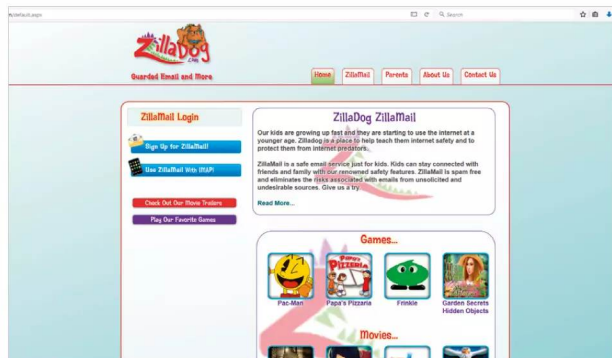 /default.aspx
Search
ZillaDog
.com
Guarded Email and More
Home
ZillaMail
Parents
About Us
Contact Us
ZillaMail Login
Sign Up for ZillaMail!
Use ZillaMail With IMAP!
Check Out Our Movie Trailers
Play Our Favorite Games
ZillaDog ZillaMail
Our kids are growing up fast and they are starting to use the internet at a
younger age. Zilladog is a place to help teach them internet safety and to
protect them from internet predators.
ZillaMail is a safe email service just for kids. Kids can stay connected with
friends and family with our renowned safety features. ZillaMail is spam free
and eliminates the risks associated with emails from unsolicited and
undesirable sources. Give us a try.
Read More...
Games...
PAPA'S
PIZZERIA
Pac-Man
Papa's Pizzaria
Frinkle
Garden Secrets
Hidden Objects
Movies...